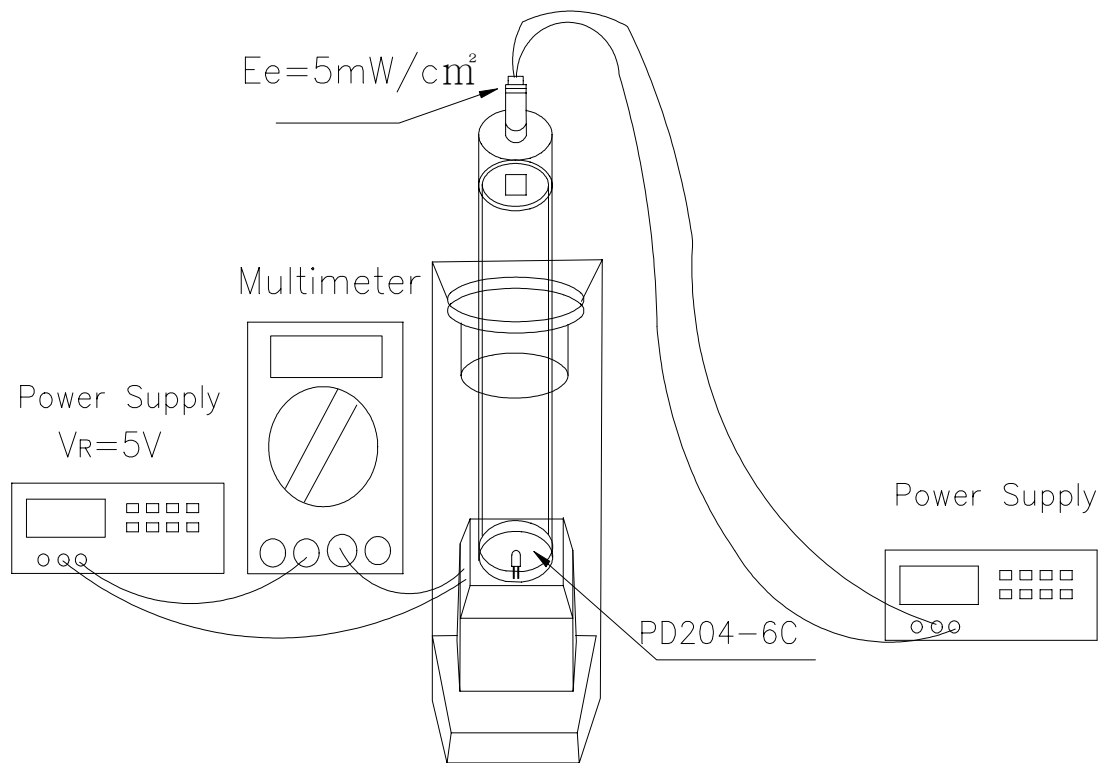 Ee=5mW/cm²
Multimeter
Power Supply
VR=5V
Power Supply
PD204-6C